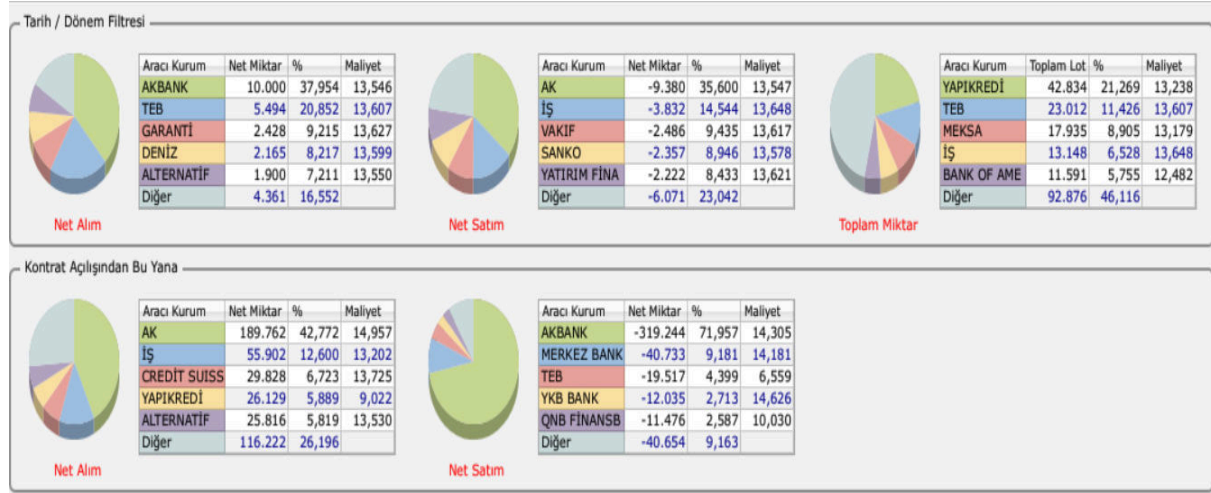 Tarih / Dönem Filtresi
Aracı Kurum Net Miktar % Maliyet
AKBANK 10.000 37,954 13,546
TEB 5.494 20,852 13,607
GARANTİ 2.428 9,215 13,627
DENİZ 2.165 8,217 13,599
ALTERNATİF 1.900 7,211 13,550
Diğer 4.361 16,552
Net Alım
Aracı Kurum Net Miktar % Maliyet
AK -9.380 35,600 13,547
İŞ -3.832 14,544 13,648
VAKIF -2.486 9,435 13,617
SANKO -2.357 8,946 13,578
YATIRIM FİNA -2.222 8,433 13,621
Diğer -6.071 23,042
Net Satım
Aracı Kurum Toplam Lot % Maliyet
YAPIKREDİ 42.834 21,269 13,238
TEB 23.012 11,426 13,607
MEKSA 17.935 8,905 13,179
İŞ 13.148 6,528 13,648
BANK OF AME 11.591 5,755 12,482
Diğer 92.876 46,116
Toplam Miktar
Kontrat Açılışından Bu Yana
Aracı Kurum Net Miktar % Maliyet
AK 189.762 42,772 14,957
İŞ 55.902 12,600 13,202
CREDİT SUISS 29.828 6,723 13,725
YAPIKREDİ 26.129 5,889 9,022
ALTERNATİF 25.816 5,819 13,530
Diğer 116.222 26,196
Net Alım
Aracı Kurum Net Miktar % Maliyet
AKBANK -319.244 71,957 14,305
MERKEZ BANK -40.733 9,181 14,181
TEB -19.517 4,399 6,559
YKB BANK -12.035 2,713 14,626
QNB FİNANSB -11.476 2,587 10,030
Diğer -40.654 9,163
Net Satım